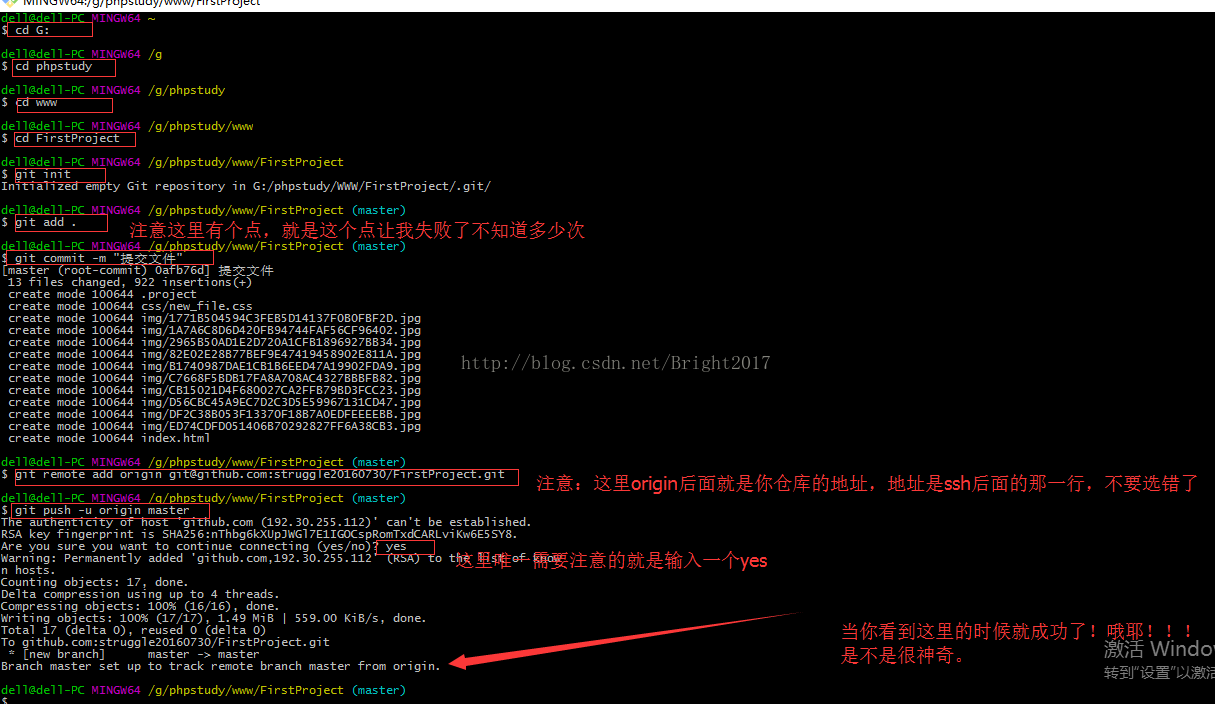 MINGW64:/g/phpstudy/www/FirstProject
dell@dell-PC MINGW64 ~
$ cd G:
dell@dell-PC MINGW64 /g
$ cd phpstudy
dell@dell-PC MINGW64 /g/phpstudy
$ cd www
dell@dell-PC MINGW64 /g/phpstudy/www
$ cd FirstProject
dell@dell-PC MINGW64 /g/phpstudy/www/FirstProject
$ git init
Initialized empty Git repository in G:/phpstudy/WWW/FirstProject/.git/
dell@dell-PC MINGW64 /g/phpstudy/www/FirstProject (master)
$ git add .
注意这里有个点，就是这个点让我失败了不知道多少次
dell@dell-PC MINGW64 /g/phpstudy/www/FirstProject (master)
$ git commit -m "提交文件"
[master (root-commit) 0afb76d] 提交文件
13 files changed, 922 insertions(+)
create mode 100644 .project
create mode 100644 css/new_file.css
create mode 100644 img/1771B504594C3FEB5D14137F0B0FBF2D.jpg
create mode 100644 img/1A7A6C8D6D420FB94744FAF56CF96402.jpg
create mode 100644 img/2965B50AD1E2D720A1CFB1896927BB34.jpg
create mode 100644 img/82E02E28B77BEF9E47419458902E811A.jpg
create mode 100644 img/B1740987DAE1CB1B6EED47A19902FDA9.jpg
create mode 100644 img/C7668F5BDB17FA8A708AC4327BBBFB82.jpg
create mode 100644 img/CB15021D4F680027CA2FFB79BD3FCC23.jpg
create mode 100644 img/D56CBC45A9EC7D2C3D5E59967131CD47.jpg
create mode 100644 img/DF2C38B053F13370F18B7A0EDFEEEEBB.jpg
create mode 100644 img/ED74CDFD051406B70292827FF6A38CB3.jpg
create mode 100644 index.html
http://blog.csdn.net/Bright2017
dell@dell-PC MINGW64 /g/phpstudy/www/FirstProject (master)
$ git remote add origin git@github.com:struggle20160730/FirstProject.git
注意：这里origin后面就是你仓库的地址，地址是ssh后面的那一行，不要选错了
dell@dell-PC MINGW64 /g/phpstudy/www/FirstProject (master)
$ git push -u origin master
The authenticity of host 'github.com (192.30.255.112)' can't be established.
RSA key fingerprint is SHA256:nThbg6kXUpJWGl7E1IGOCspRomTxdCARLviKw6E5SY8.
Are you sure you want to continue connecting (yes/no)? yes
Warning: Permanently added 'github.com,192.30.255.112' (RSA) to the list of know
n hosts.
这里唯一需要注意的就是输入一个yes
Counting objects: 17, done.
Delta compression using up to 4 threads.
Compressing objects: 100% (16/16), done.
Writing objects: 100% (17/17), 1.49 MiB | 559.00 KiB/s, done.
Total 17 (delta 0), reused 0 (delta 0)
To github.com:struggle20160730/FirstProject.git
* [new branch] master -> master
Branch master set up to track remote branch master from origin.
当你看到这里的时候就成功了！哦耶！！！
是不是很神奇。
激活 Window
转到"设置"以激活
dell@dell-PC MINGW64 /g/phpstudy/www/FirstProject (master)
$